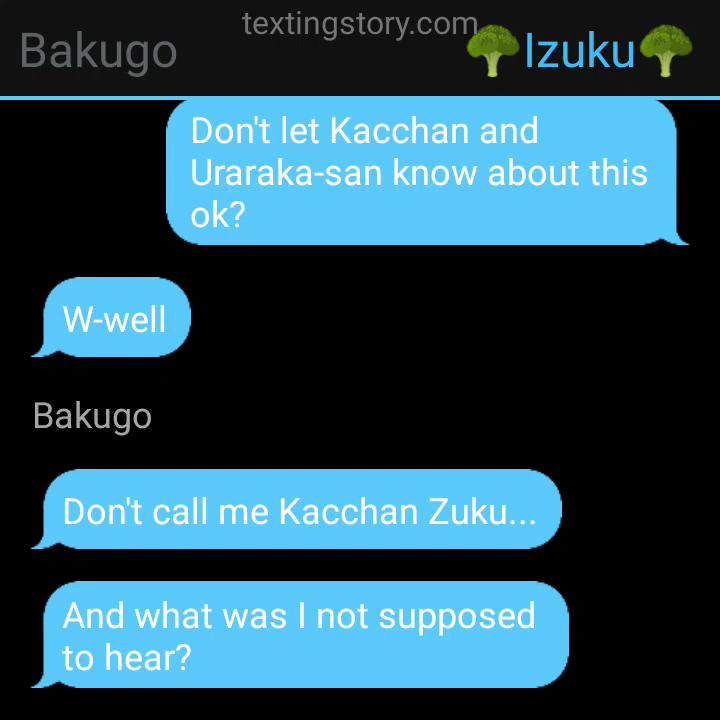 textingstory.com
Bakugo
🥦Izuku🥦
Don't let Kacchan and
Uraraka-san know about this
ok?
W-well
Bakugo
Don't call me Kacchan Zuku...
And what was I not supposed
to hear?